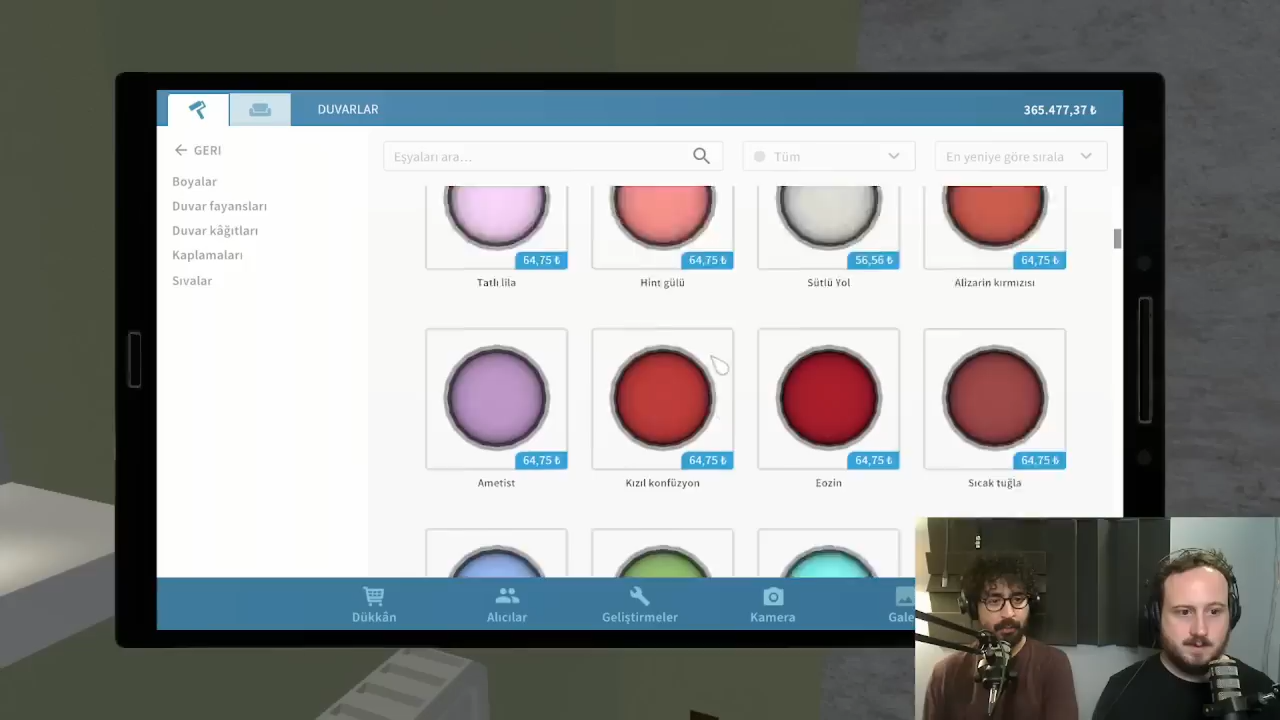 DUVARLAR
365.477,37 ₺
GERI
Eşyaları ara...
Tüm
En yeniye göre sırala
Boyalar
Duvar fayansları
Duvar kâğıtları
Kaplamaları
Sıvalar
64,75 ₺
64,75 ₺
56,56 ₺
64,75 ₺
Tatlı lila
Hint gülü
Sütlü Yol
Alizarin kırmızısı
64,75 ₺
64,75 ₺
64,75 ₺
64,75 ₺
Ametist
Kızıl konfüzyon
Eozin
Sıcak tuğla
Dükkân
Alıcılar
Geliştirmeler
Kamera
Gale